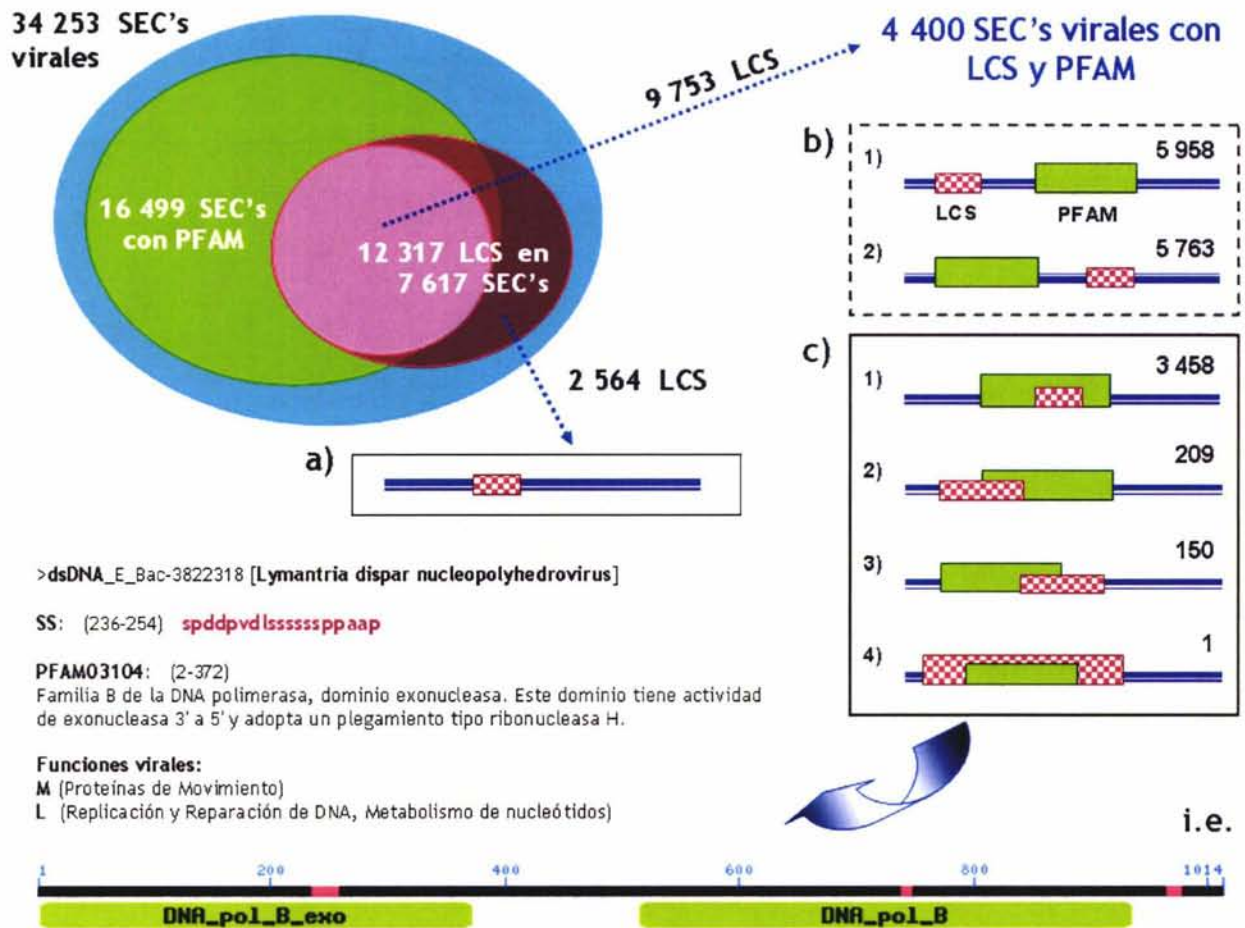 34 253 SEC's
virales
4 400 SEC's virales con
LCS y PFAM
9 753 LCS
16 499 SEC's
con PFAM
12 317 LCS en
7 617 SEC's
2 564 LCS
a)
b)
1)
5 958
LCS
PFAM
2)
5 763
c)
1)
3 458
2)
209
3)
150
4)
1
>dsDNA_E_Bac-3822318 [Lymantria dispar nucleopolyhedrovirus]
SS: (236-254) spddpvdlssssssppaap
PFAM03104: (2-372)
Familia B de la DNA polimerasa, dominio exonucleasa. Este dominio tiene actividad
de exonucleasa 3' a 5' y adopta un plegamiento tipo ribonucleasa H.
Funciones virales:
M (Proteínas de Movimiento)
L (Replicación y Reparación de DNA, Metabolismo de nucleótidos)
i.e.
1 200 400 600 800 1014
DNA_pol_B_exo DNA_pol_B